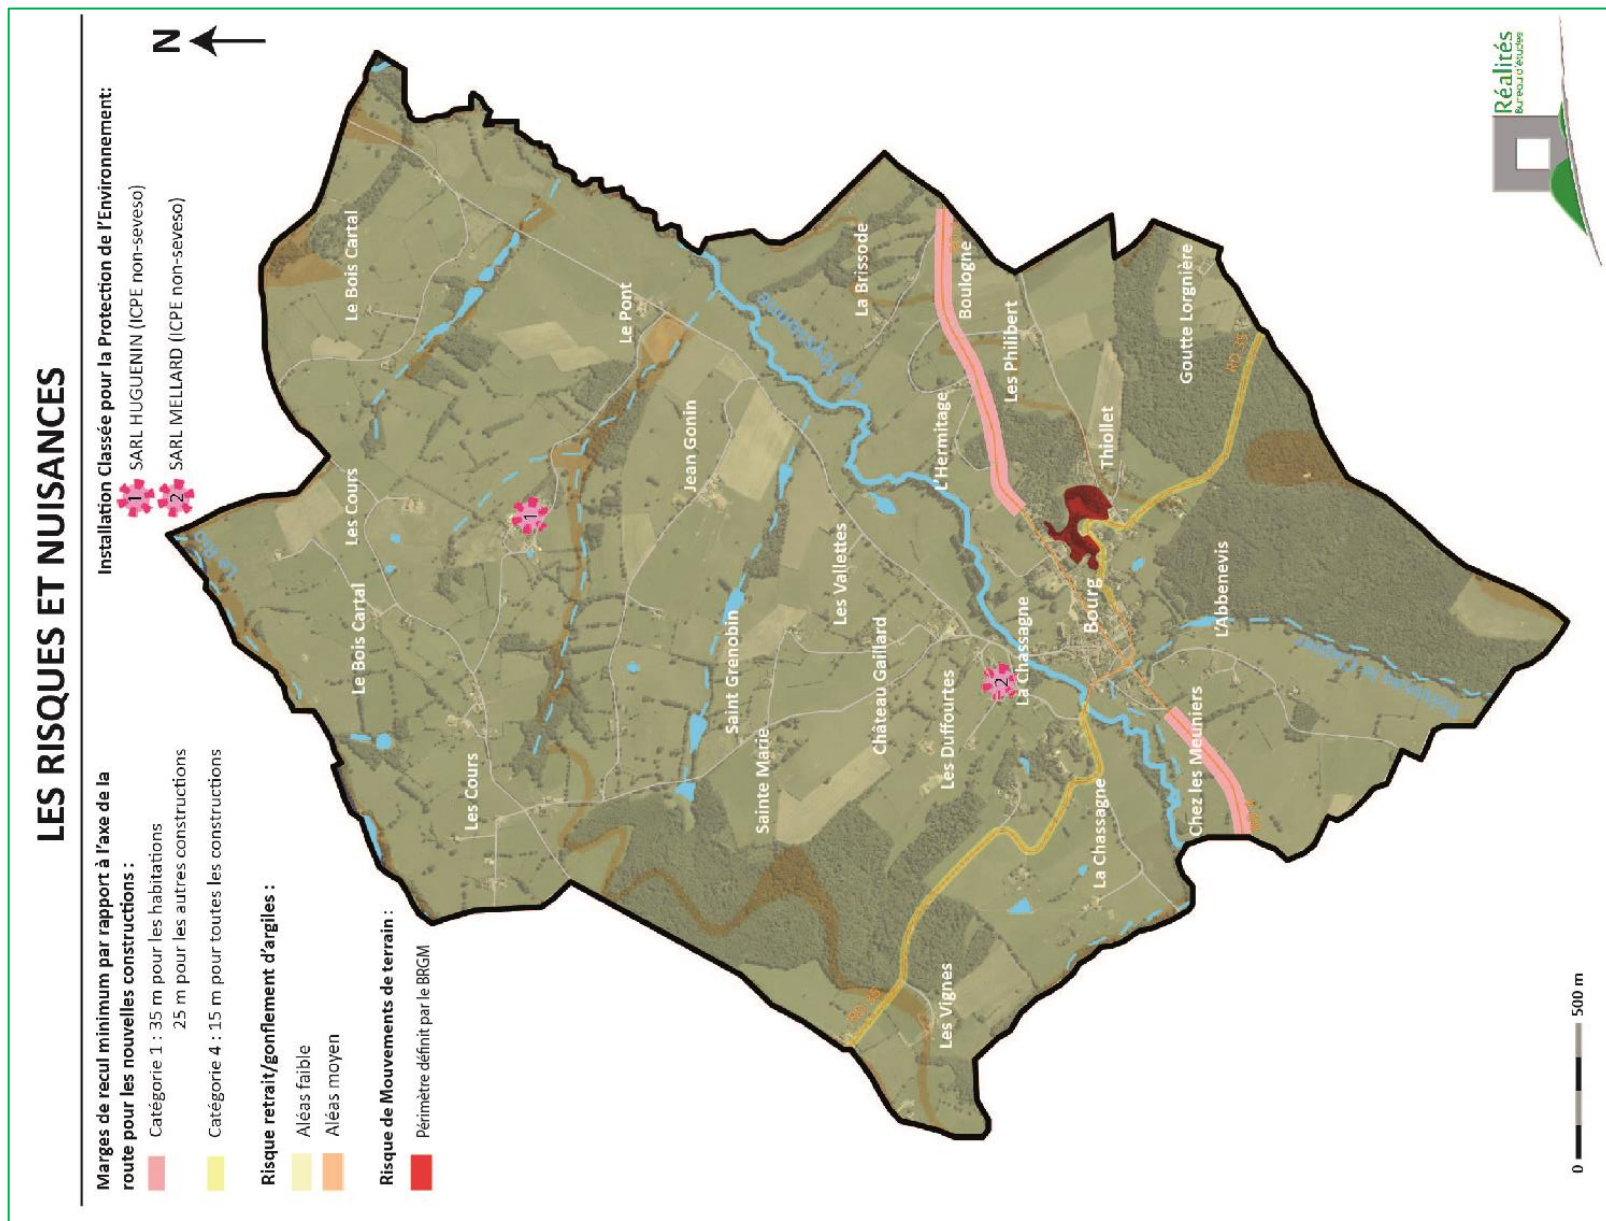 LES RISQUES ET NUISANCES
Marges de recul minimum par rapport à l'axe de la
route pour les nouvelles constructions :
Catégorie 1 : 35 m pour les habitations
25 m pour les autres constructions
Catégorie 4 : 15 m pour toutes les constructions
Risque retrait/gonflement d'argiles :
Aléas faible
Aléas moyen
Risque de Mouvements de terrain :
Périmètre définit par le BRGM
Installation Classée pour la Protection de l'Environnement:
1 SARL HUGUENIN (ICPE non-seveso)
2 SARL MELLARD (ICPE non-seveso)
N
Les Cours
Le Bois Cartal
Le Bois Cartal
Les Cours
1
Le Pont
Jean Gonin
Saint Grenobin
Sainte Marie
Les Vallettes
Château Gaillard
La Brissode
Les Duffourtes
L'Hermitage
Boulogne
Les Vignes
2
La Chassagne
Les Philibert
Bourg
La Chassagne
Thiollet
Chez les Meuniers
L'Abbenevis
Goutte Lorgnière
RD 35
0 500 m
Réalités
Bureau d'études